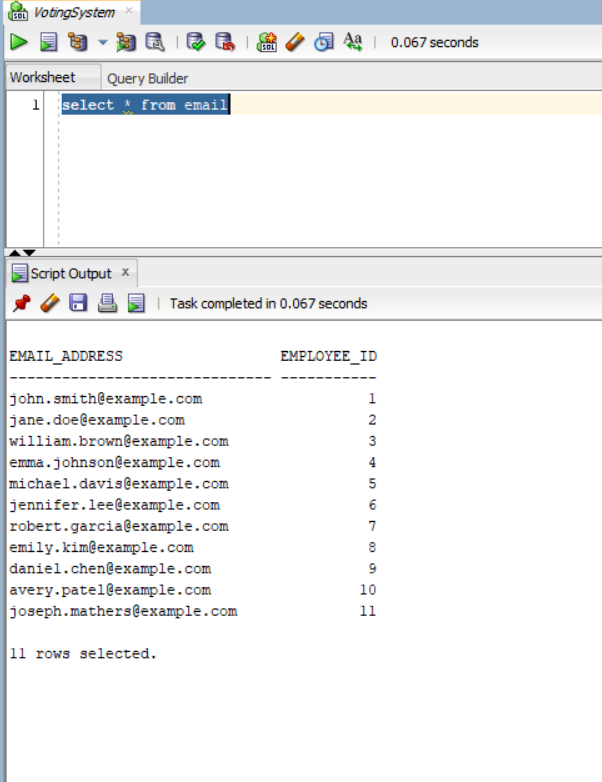 VotingSystem
0.067 seconds
Worksheet Query Builder
1 select * from email
Script Output x
Task completed in 0.067 seconds
EMAIL_ADDRESS EMPLOYEE_ID
------------------------------ -----------
john.smith@example.com 1
jane.doe@example.com 2
william.brown@example.com 3
emma.johnson@example.com 4
michael.davis@example.com 5
jennifer.lee@example.com 6
robert.garcia@example.com 7
emily.kim@example.com 8
daniel.chen@example.com 9
avery.patel@example.com 10
joseph.mathers@example.com 11
11 rows selected.